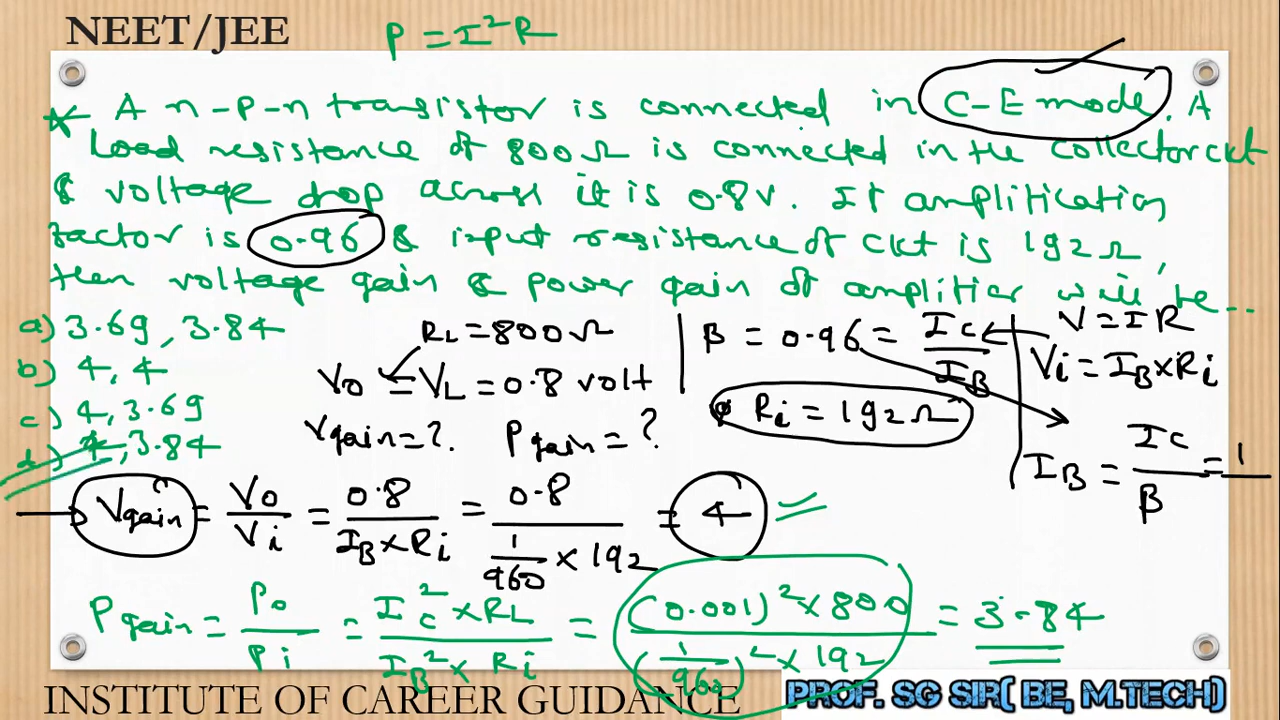 NEET/JEE
P = I²R
* A n-p-n transistor is connected in C-E mode. A
Load resistance of 800Ω is connected in the collector ckt
& voltage drop across it is 0.8V. If amplification
factor is 0.96 & input resistance of ckt is 192Ω,
then voltage gain & power gain of amplifier will be...
a) 3.69, 3.84
b) 4, 4
c) 4, 3.69
d) 4, 3.84
RL = 800Ω
Vo = VL = 0.8 volt
Vgain = ?. Pgain = ?
β = 0.96 = Ic/IB
Ri = 192Ω
V = IR
Vi = IB×Ri
IB = Ic/β = 1/
Vgain = Vo/Vi = 0.8/(IB×Ri) = 0.8/(1/960 × 192) = 4
Pgain = Po/Pi = (Ic²×RL)/(IB²×Ri) = ((0.001)²×800)/((1/960)²×192) = 3.84
INSTITUTE OF CAREER GUIDANCE
PROF. SG SIR( BE, M.TECH)